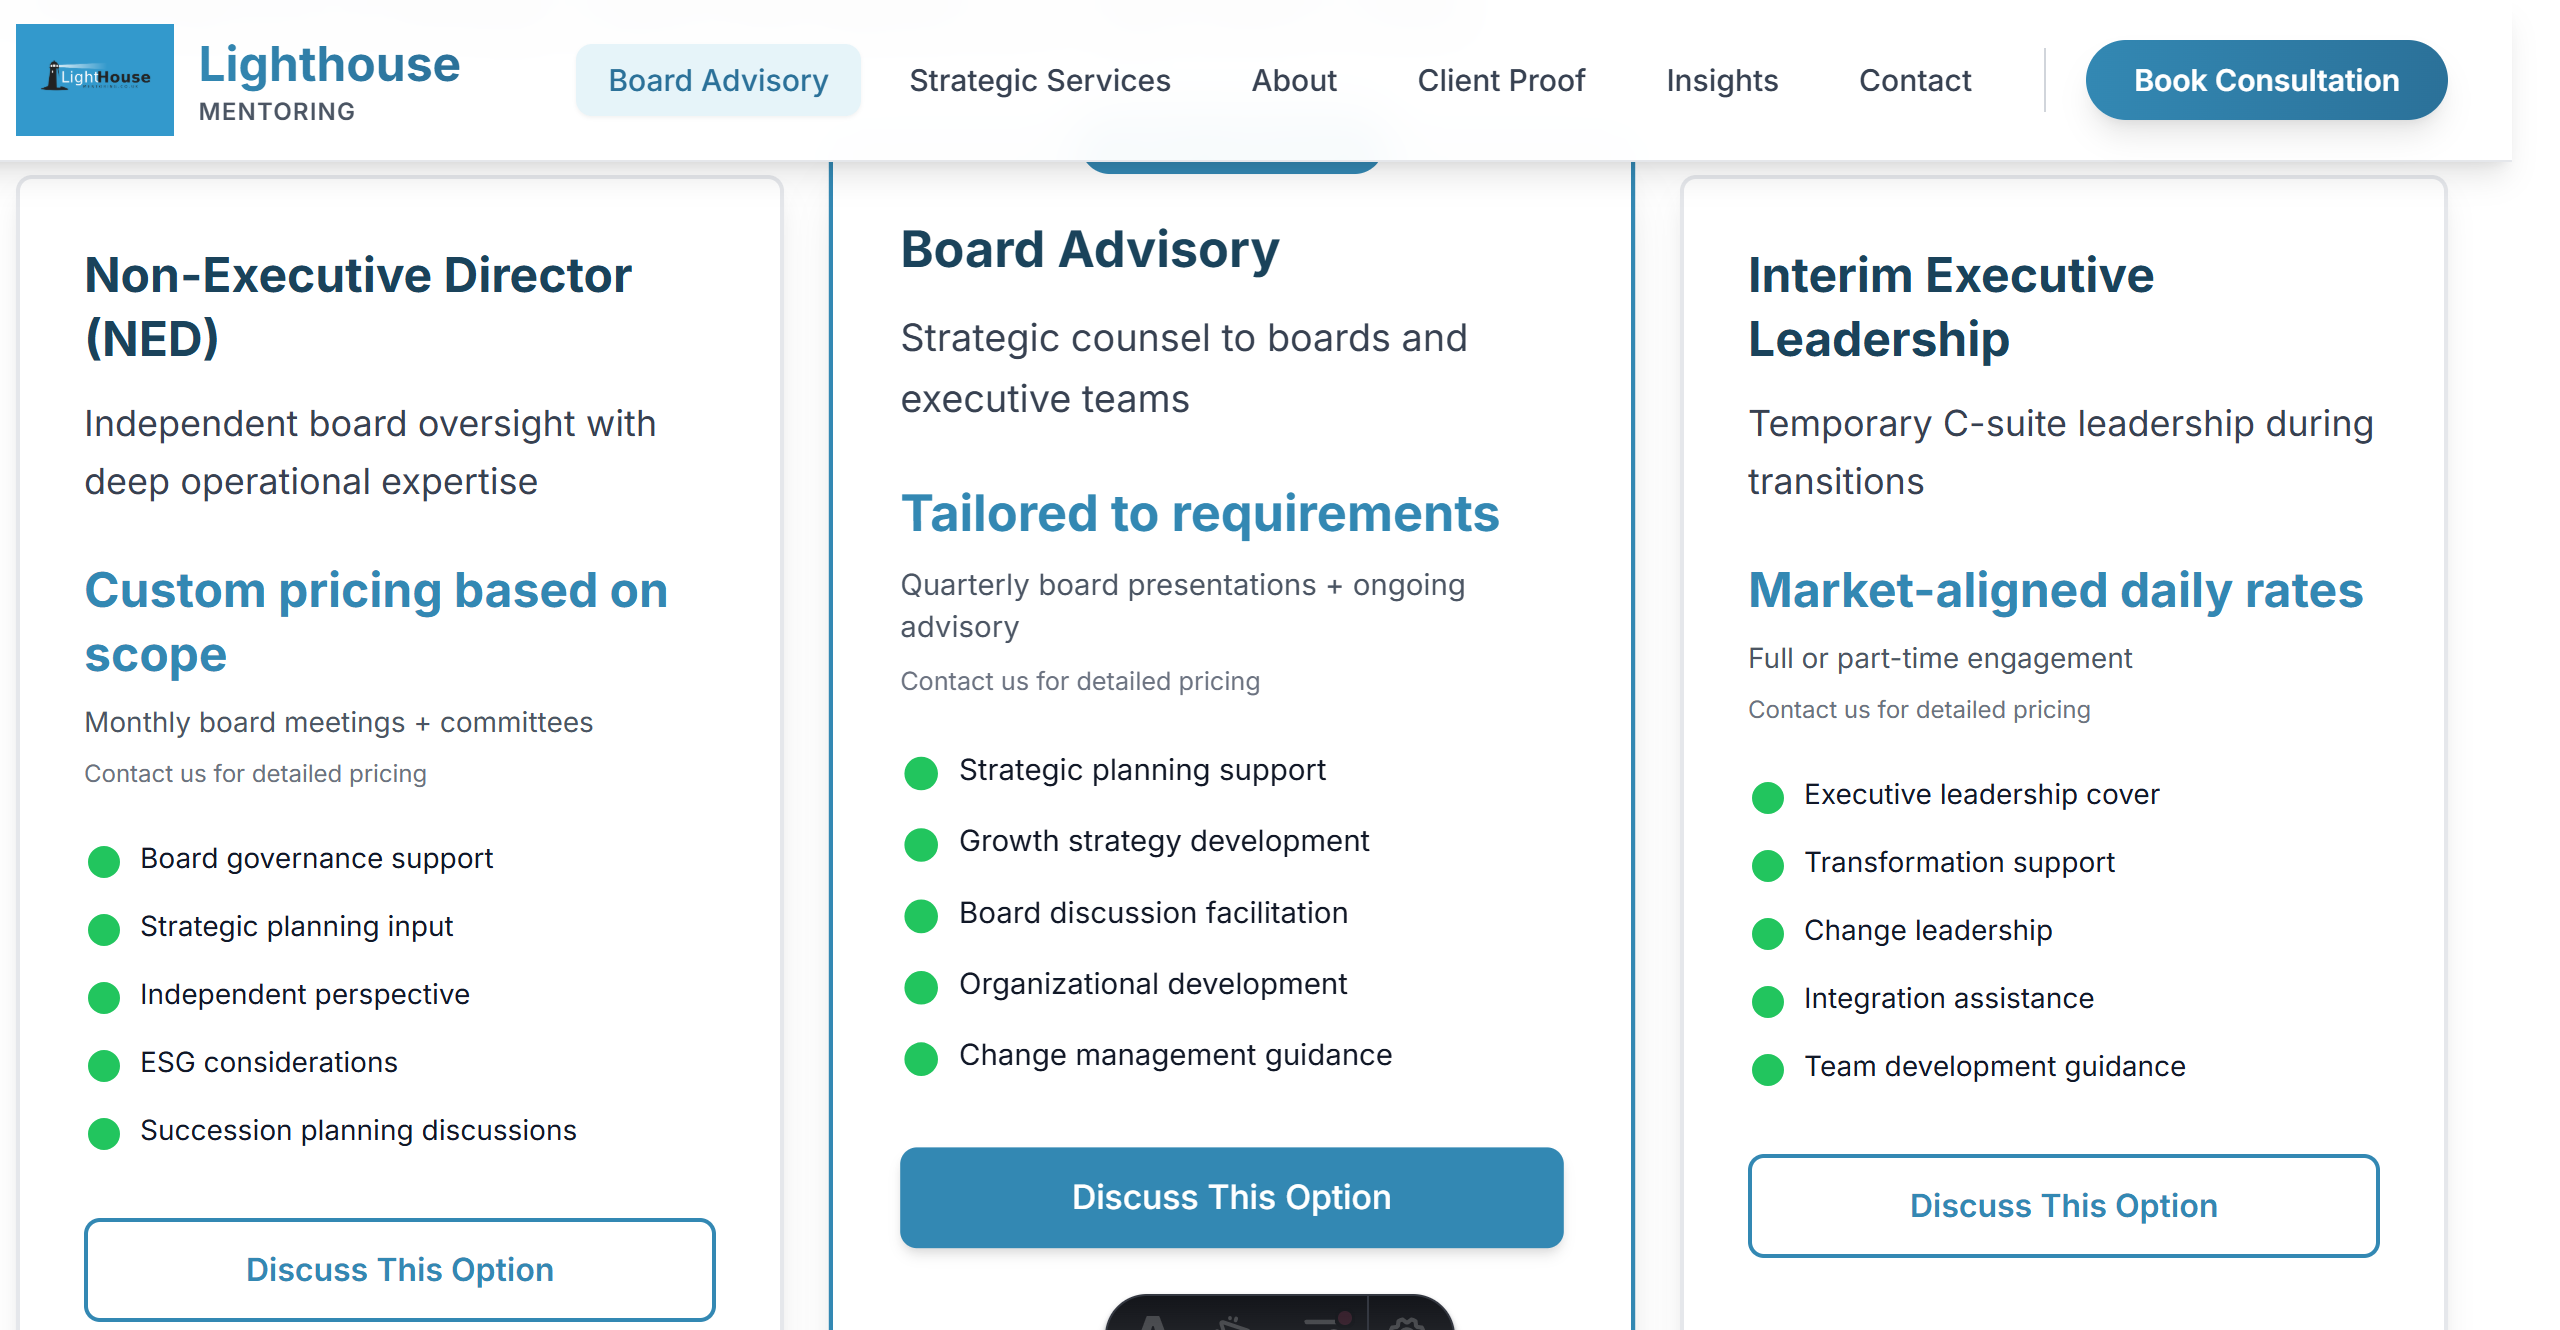 LightHouse
Lighthouse
MENTORING
Board Advisory
Strategic Services
About
Client Proof
Insights
Contact
Book Consultation
Non-Executive Director
(NED)
Independent board oversight with
deep operational expertise
Custom pricing based on
scope
Monthly board meetings + committees
Contact us for detailed pricing
Board governance support
Strategic planning input
Independent perspective
ESG considerations
Succession planning discussions
Discuss This Option
Board Advisory
Strategic counsel to boards and
executive teams
Tailored to requirements
Quarterly board presentations + ongoing
advisory
Contact us for detailed pricing
Strategic planning support
Growth strategy development
Board discussion facilitation
Organizational development
Change management guidance
Discuss This Option
Interim Executive
Leadership
Temporary C-suite leadership during
transitions
Market-aligned daily rates
Full or part-time engagement
Contact us for detailed pricing
Executive leadership cover
Transformation support
Change leadership
Integration assistance
Team development guidance
Discuss This Option